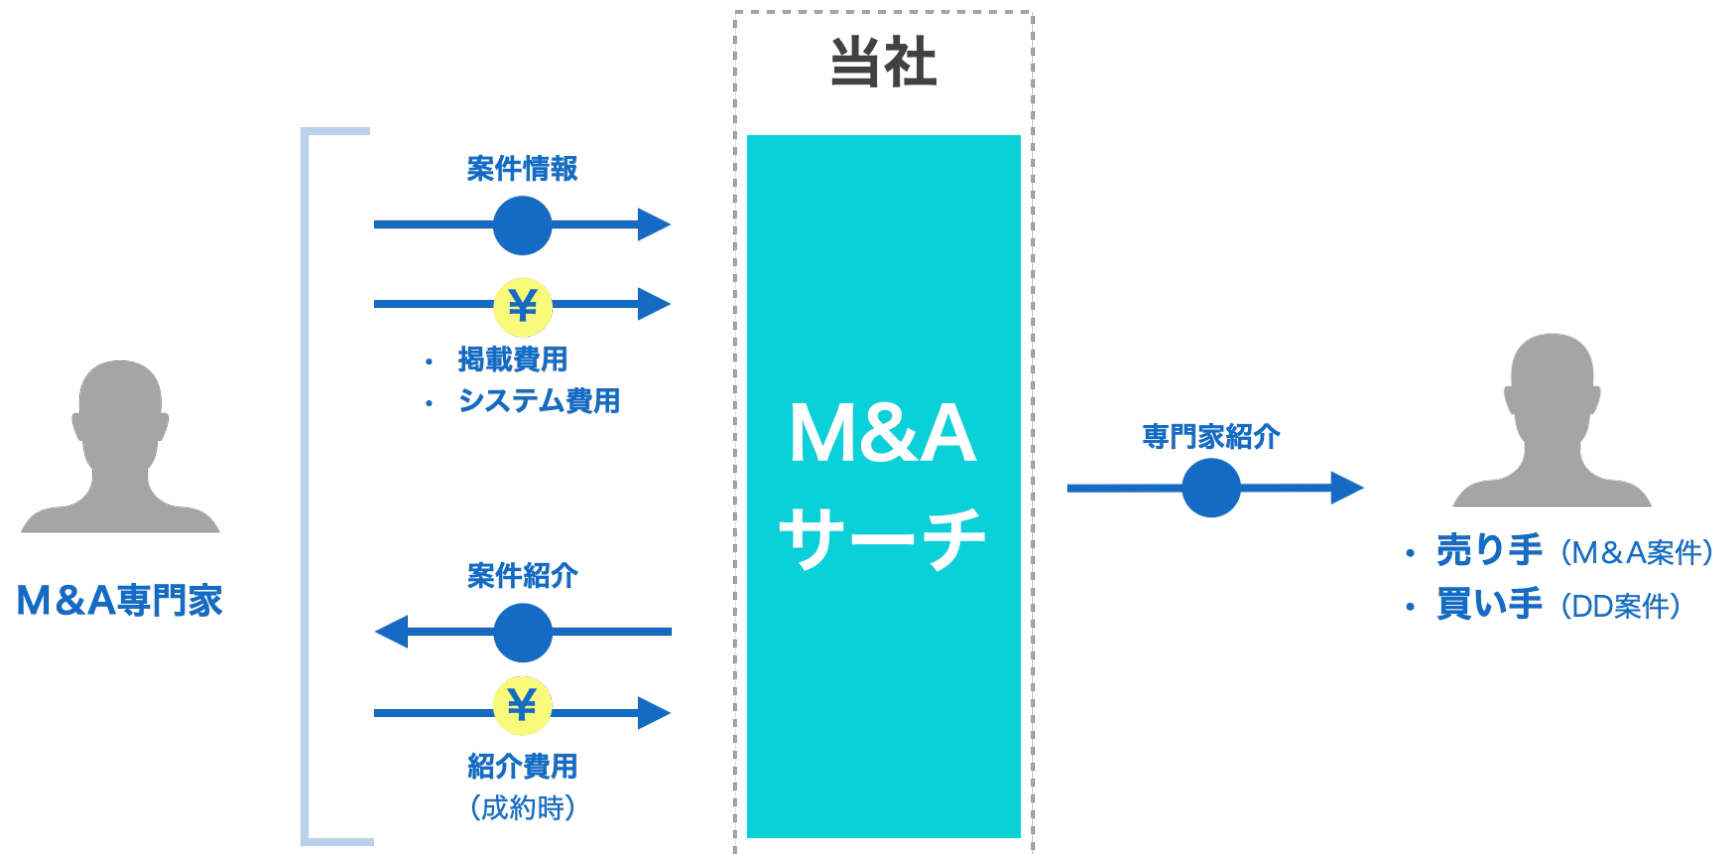 当社
案件情報
¥
・ 掲載費用
・ システム費用
M&A専門家
案件紹介
¥
紹介費用
（成約時）
M&A
サーチ
専門家紹介
・ 売り手（M&A案件）
・ 買い手（DD案件）